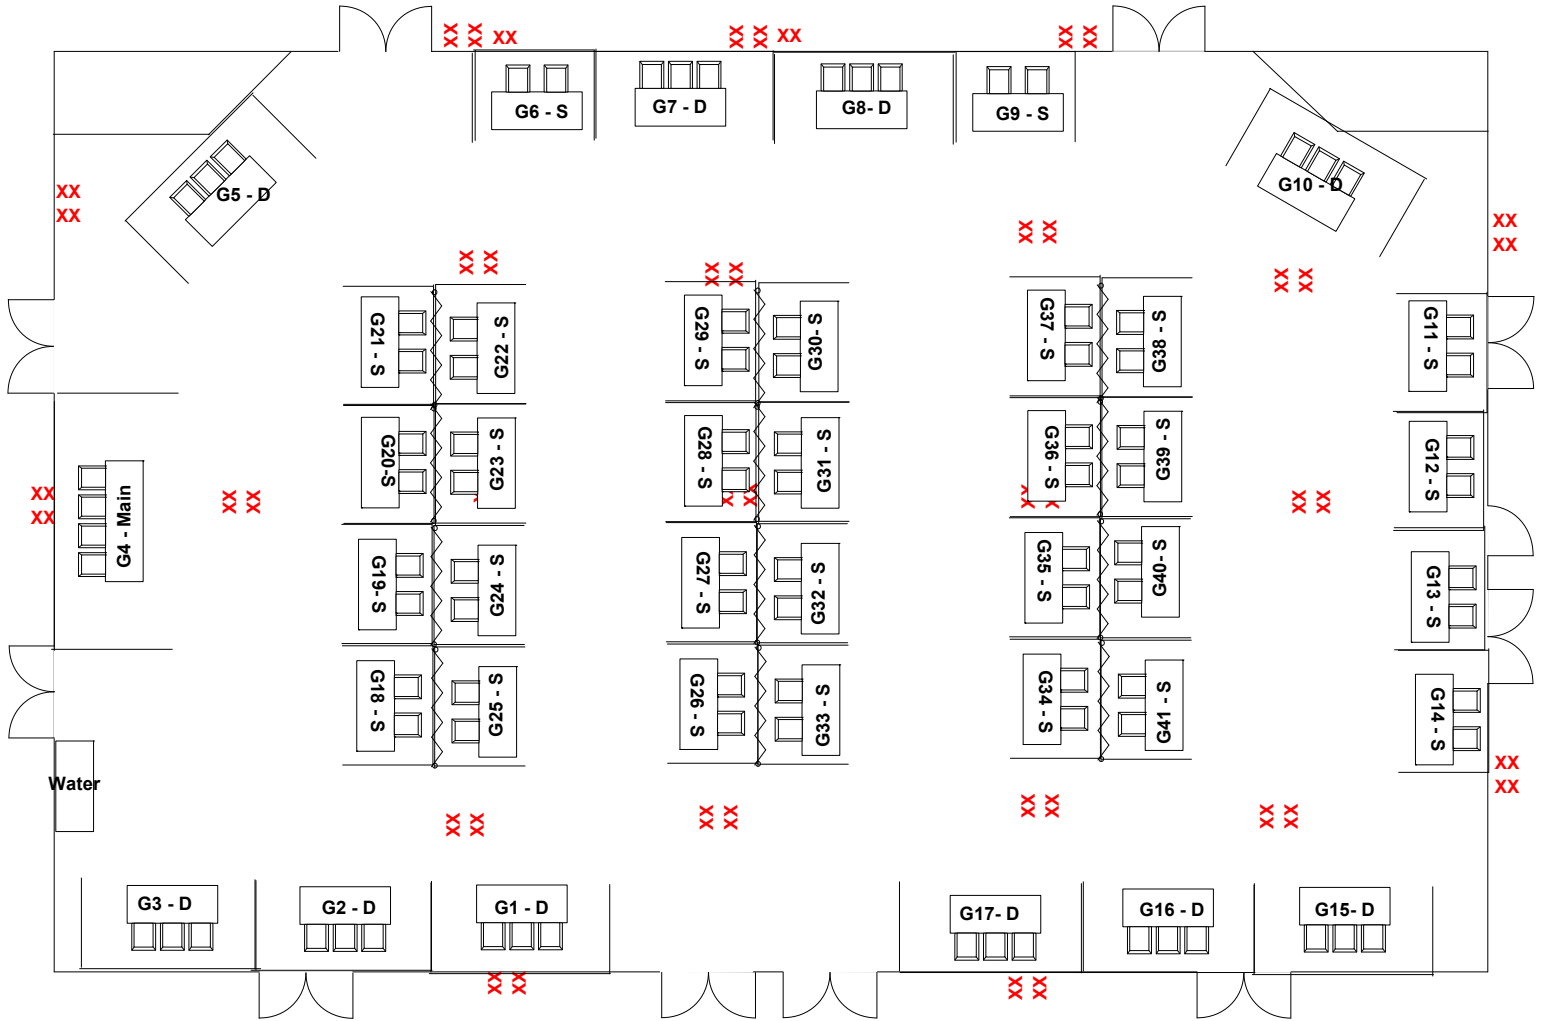 XX
XX
XX
XX
XX
XX
XX
XX
G6 - S
G7 - D
G8- D
G9 - S
XX
XX
G5 - D
G10 - D
XX
XX
XX
XX
XX
XX
XX
XX
XX
XX
G21 - S
G22 - S
G29 - S
G30- S
G37 - S
G38 - S
G11 - S
G20-S
G23 - S
G28 - S
G31 - S
G36 - S
G39 - S
G12 - S
XX
XX
G4 - Main
XX
XX
XX
XX
XX
XX
XX
XX
G19- S
G24 - S
G27 - S
G32 - S
G35 - S
G40- S
G13 - S
G18 - S
G25 - S
G26 - S
G33 - S
G34 - S
G41 - S
G14 - S
XX
XX
Water
XX
XX
XX
XX
XX
XX
XX
XX
G3 - D
G2 - D
G1 - D
G17- D
G16 - D
G15- D
XX
XX
XX
XX